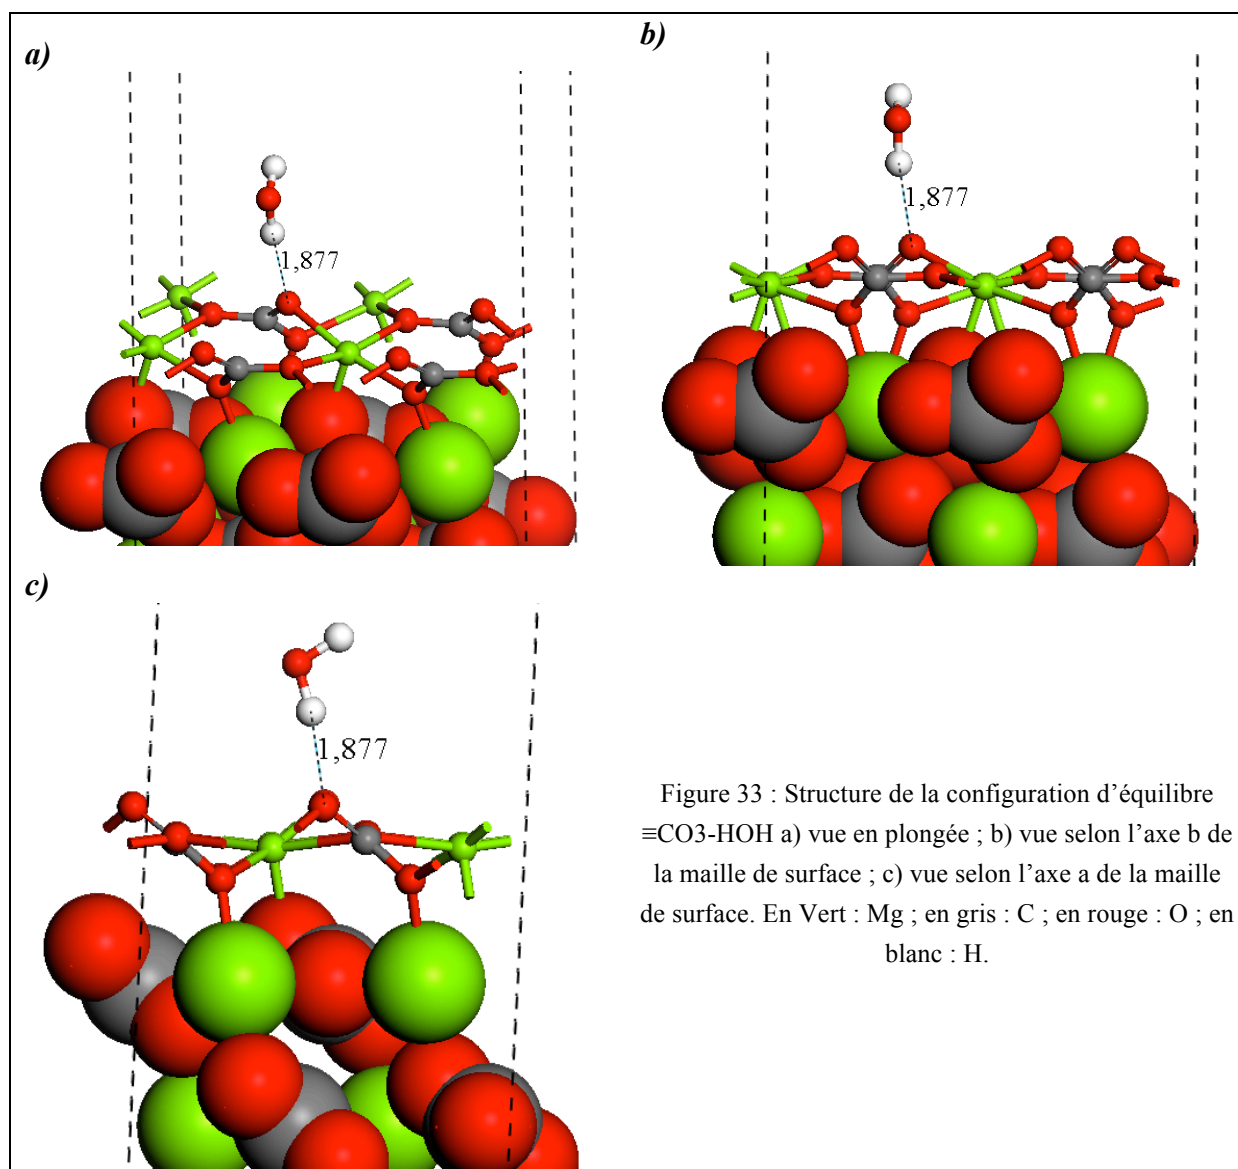 a)
b)
1,877
1,877
c)
1,877
Figure 33 : Structure de la configuration d’équilibre
≡CO3-HOH a) vue en plongée ; b) vue selon l’axe b de
la maille de surface ; c) vue selon l’axe a de la maille
de surface. En Vert : Mg ; en gris : C ; en rouge : O ; en
blanc : H.